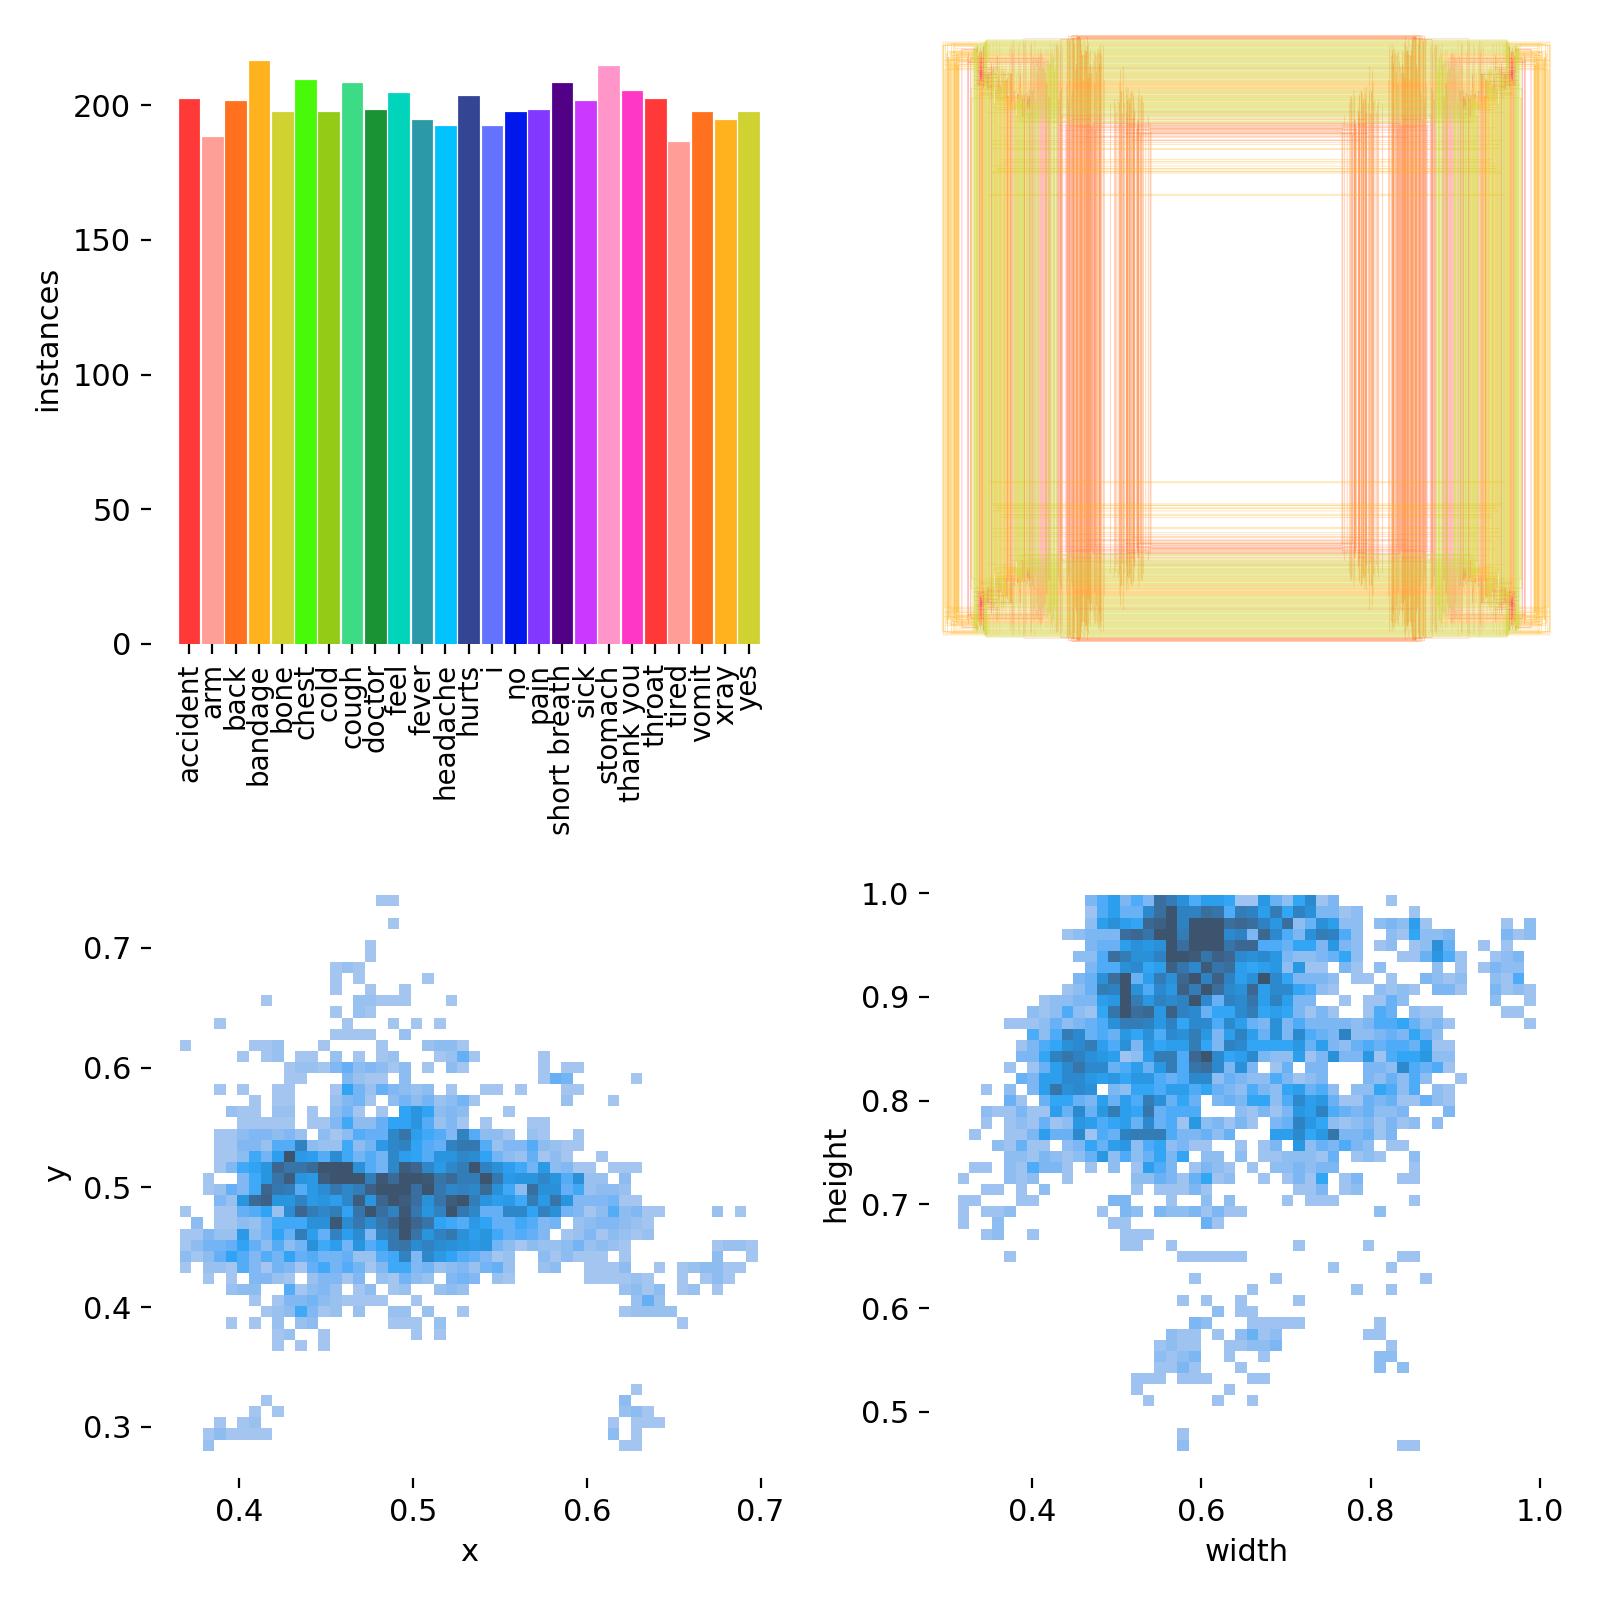 instances
200
150
100
50
0
accident
arm
back
bandage
bone
chest
cold
cough
doctor
feel
fever
headache
hurts
i
no
pain
short breath
sick
stomach
thank you
throat
tired
vomit
xray
yes
y
0.7
0.6
0.5
0.4
0.3
0.4 0.5 0.6 0.7
x
height
1.0
0.9
0.8
0.7
0.6
0.5
0.4 0.6 0.8 1.0
width